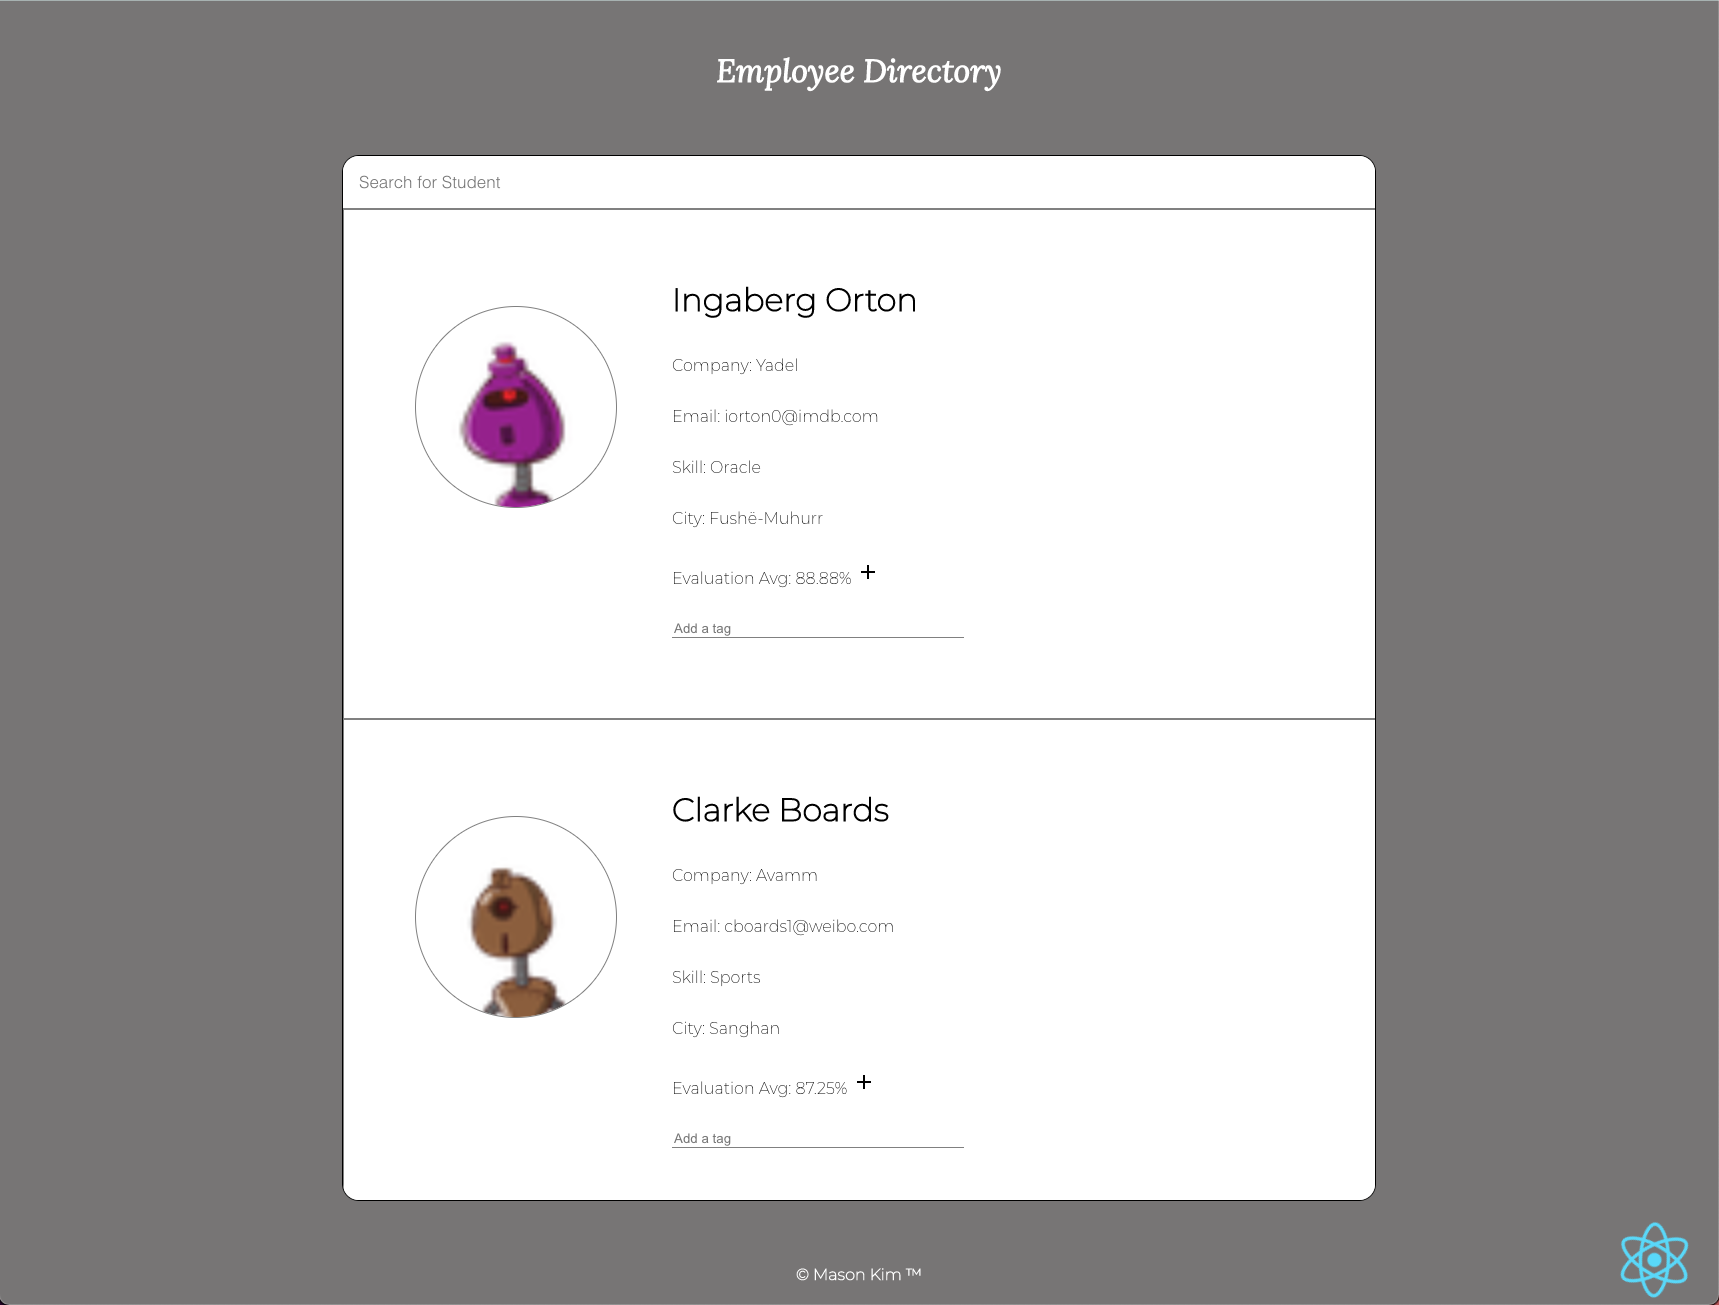 Employee Directory
Search for Student
Ingaberg Orton
Company: Yadel
Email: iorton0@imdb.com
Skill: Oracle
City: Fushë-Muhurr
Evaluation Avg: 88.88% +
Add a tag
Clarke Boards
Company: Avamm
Email: cboards1@weibo.com
Skill: Sports
City: Sanghan
Evaluation Avg: 87.25% +
Add a tag
© Mason Kim ™